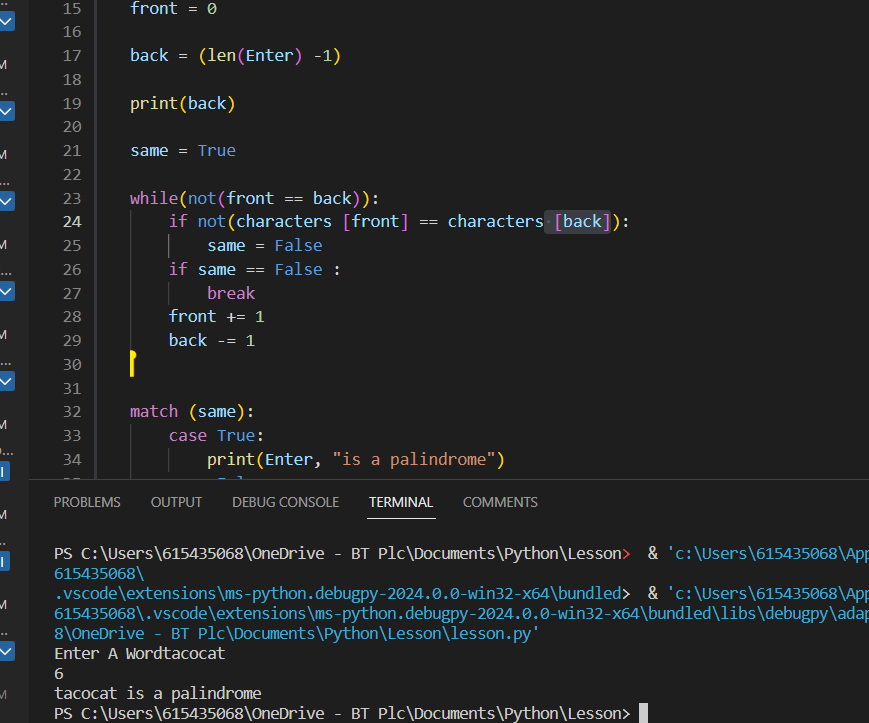 15 front = 0
16
17 back = (len(Enter) -1)
18
19 print(back)
20
21 same = True
22
23 while(not(front == back)):
24 if not(characters [front] == characters [back]):
25 same = False
26 if same == False :
27 break
28 front += 1
29 back -= 1
30
31
32 match (same):
33 case True:
34 print(Enter, "is a palindrome")
PROBLEMS OUTPUT DEBUG CONSOLE TERMINAL COMMENTS
PS C:\Users\615435068\OneDrive - BT Plc\Documents\Python\Lesson> & 'c:\Users\615435068\App
615435068\
.vscode\extensions\ms-python.debugpy-2024.0.0-win32-x64\bundled> & 'c:\Users\615435068\App
615435068\.vscode\extensions\ms-python.debugpy-2024.0.0-win32-x64\bundled\libs\debugpy\adap
8\OneDrive - BT Plc\Documents\Python\Lesson\lesson.py'
Enter A Wordtacocat
6
tacocat is a palindrome
PS C:\Users\615435068\OneDrive - BT Plc\Documents\Python\Lesson>